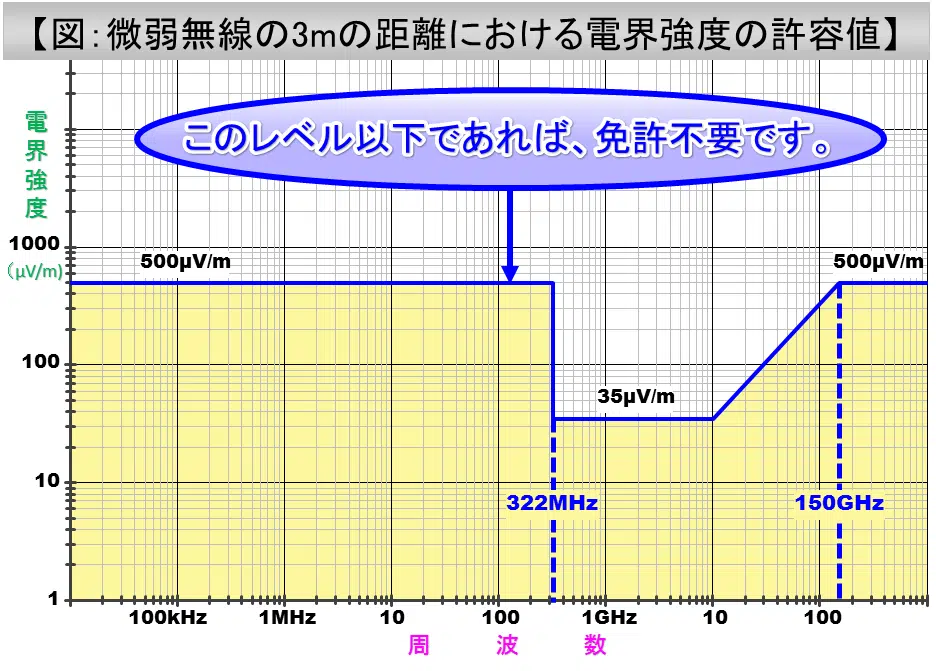 【図：微弱無線の3mの距離における電界強度の許容値】
このレベル以下であれば、免許不要です。
電界強度
1000
（μV/m）
500μV/m
500μV/m
100
35μV/m
10
322MHz
150GHz
1
100kHz 1MHz 10 100 1GHz 10 100
周波数